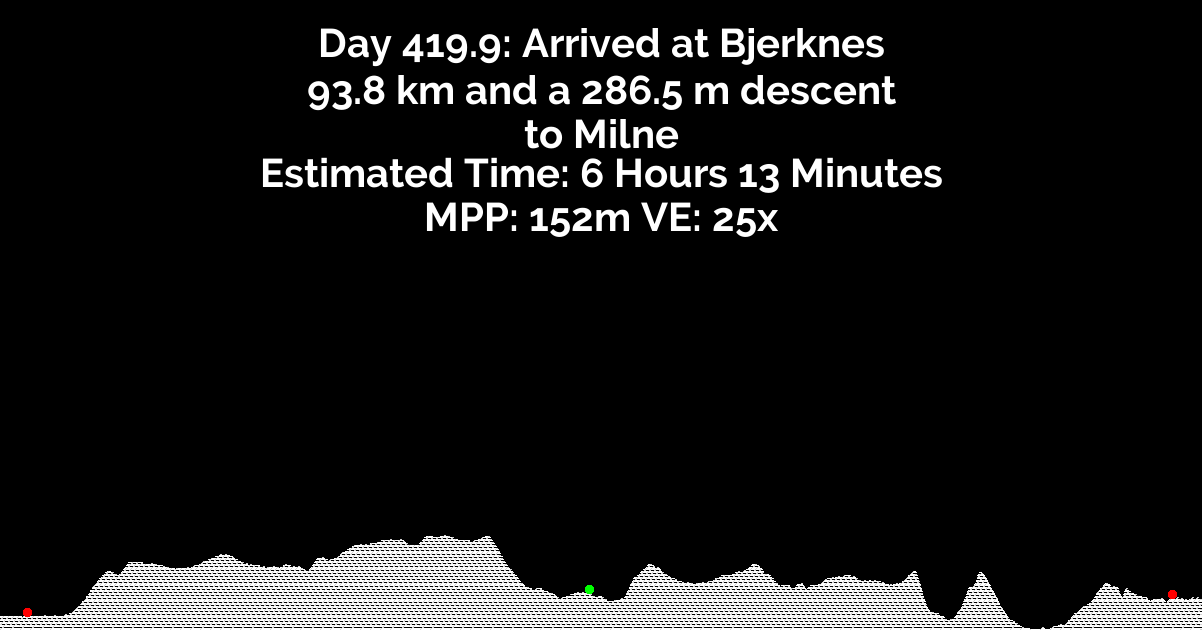 Day 419.9: Arrived at Bjerknes
93.8 km and a 286.5 m descent
to Milne
Estimated Time: 6 Hours 13 Minutes
MPP: 152m VE: 25x